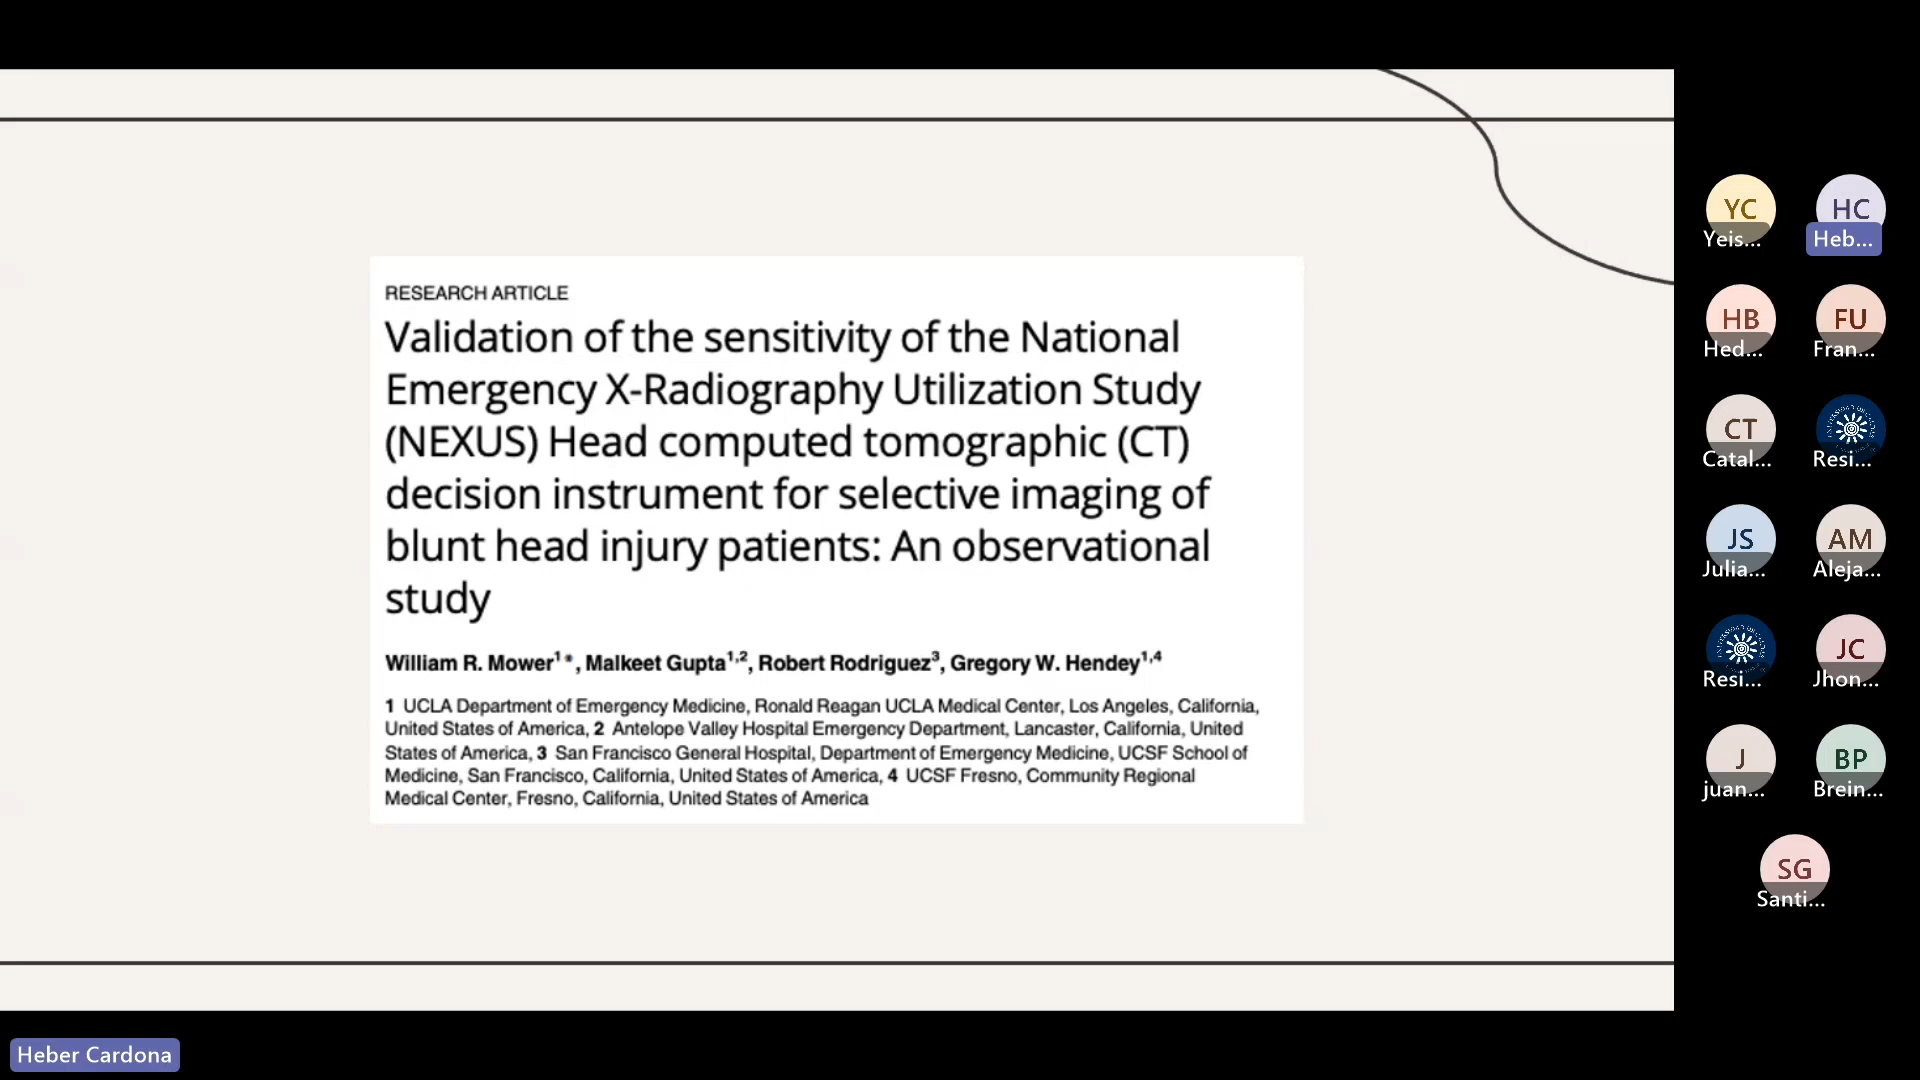 RESEARCH ARTICLE
Validation of the sensitivity of the National
Emergency X-Radiography Utilization Study
(NEXUS) Head computed tomographic (CT)
decision instrument for selective imaging of
blunt head injury patients: An observational
study
William R. Mower1*, Malkeet Gupta1,2, Robert Rodriguez3, Gregory W. Hendey1,4
1 UCLA Department of Emergency Medicine, Ronald Reagan UCLA Medical Center, Los Angeles, California,
United States of America, 2 Antelope Valley Hospital Emergency Department, Lancaster, California, United
States of America, 3 San Francisco General Hospital, Department of Emergency Medicine, UCSF School of
Medicine, San Francisco, California, United States of America, 4 UCSF Fresno, Community Regional
Medical Center, Fresno, California, United States of America
YC
Yeis...
HC
Heb...
HB
Hed...
FU
Fran...
CT
Catal...
Resi...
JS
Julia...
AM
Aleja...
Resi...
JC
Jhon...
J
juan...
BP
Brein...
SG
Santi...
Heber Cardona